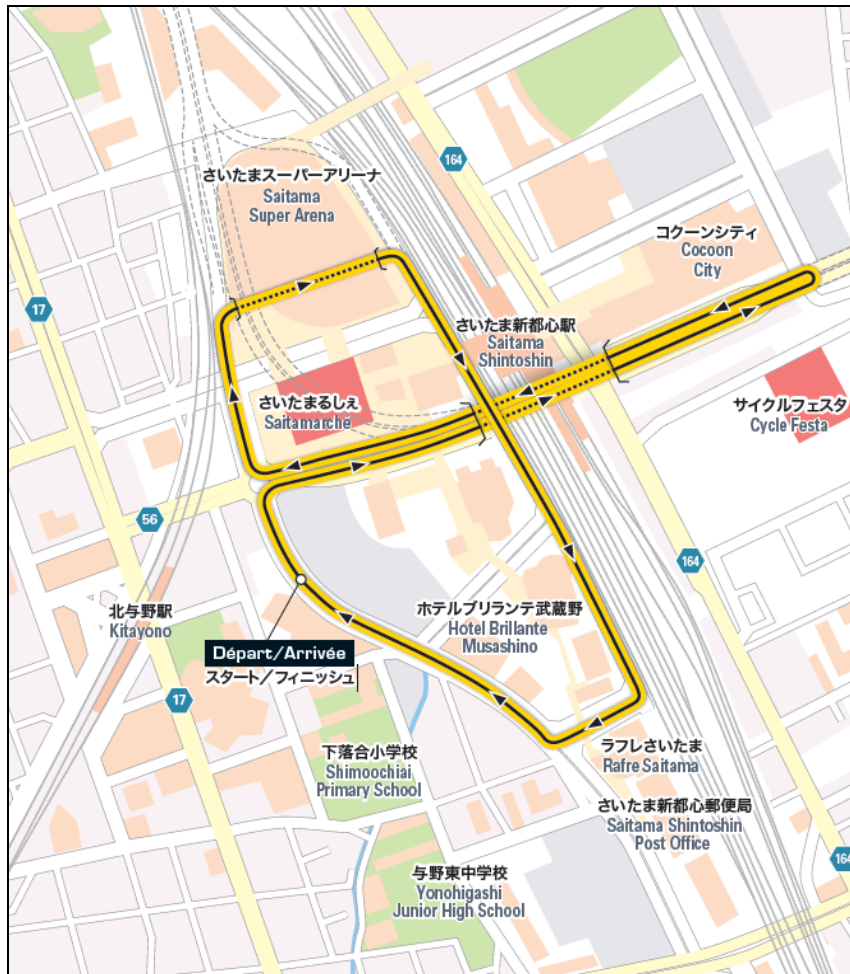 164
さいたまスーパーアリーナ
Saitama
Super Arena
コクーンシティ
Cocoon
City
17
さいたま新都心駅
Saitama
Shintoshin
さいたまるしぇ
Saitamarché
サイクルフェスタ
Cycle Festa
56
164
北与野駅
Kitayono
ホテルブリランテ武蔵野
Hotel Brillante
Musashino
Départ/Arrivée
スタート／フィニッシュ
17
下落合小学校
Shimoochiai
Primary School
ラフレさいたま
Rafre Saitama
さいたま新都心郵便局
Saitama Shintoshin
Post Office
164
与野東中学校
Yonohigashi
Junior High School